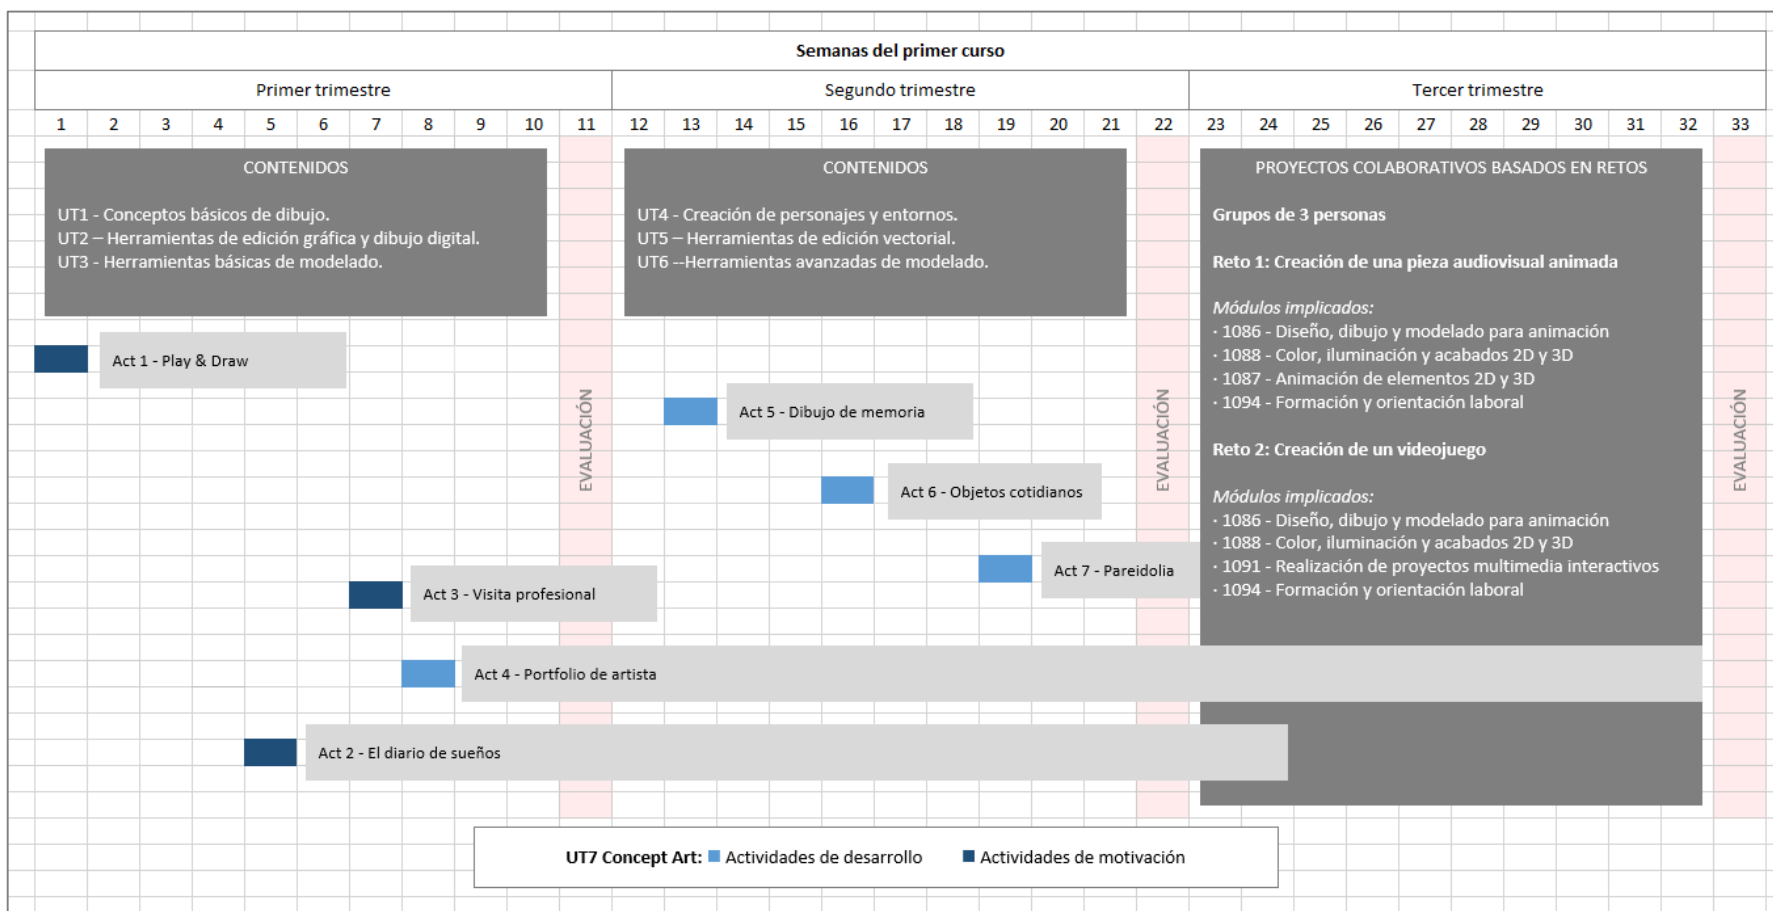 Semanas del primer curso
Primer trimestre
Segundo trimestre
Tercer trimestre
1 2 3 4 5 6 7 8 9 10 11 12 13 14 15 16 17 18 19 20 21 22 23 24 25 26 27 28 29 30 31 32 33
CONTENIDOS
UT1 - Conceptos básicos de dibujo.
UT2 – Herramientas de edición gráfica y dibujo digital.
UT3 - Herramientas básicas de modelado.
CONTENIDOS
UT4 - Creación de personajes y entornos.
UT5 – Herramientas de edición vectorial.
UT6 --Herramientas avanzadas de modelado.
PROYECTOS COLABORATIVOS BASADOS EN RETOS
Grupos de 3 personas
Reto 1: Creación de una pieza audiovisual animada
Módulos implicados:
· 1086 - Diseño, dibujo y modelado para animación
· 1088 - Color, iluminación y acabados 2D y 3D
· 1087 - Animación de elementos 2D y 3D
· 1094 - Formación y orientación laboral
Reto 2: Creación de un videojuego
Módulos implicados:
· 1086 - Diseño, dibujo y modelado para animación
· 1088 - Color, iluminación y acabados 2D y 3D
· 1091 - Realización de proyectos multimedia interactivos
· 1094 - Formación y orientación laboral
Act 1 - Play & Draw
EVALUACIÓN
Act 5 - Dibujo de memoria
EVALUACIÓN
EVALUACIÓN
Act 6 - Objetos cotidianos
Act 7 - Pareidolia
Act 3 - Visita profesional
Act 4 - Portfolio de artista
Act 2 - El diario de sueños
UT7 Concept Art: Actividades de desarrollo Actividades de motivación